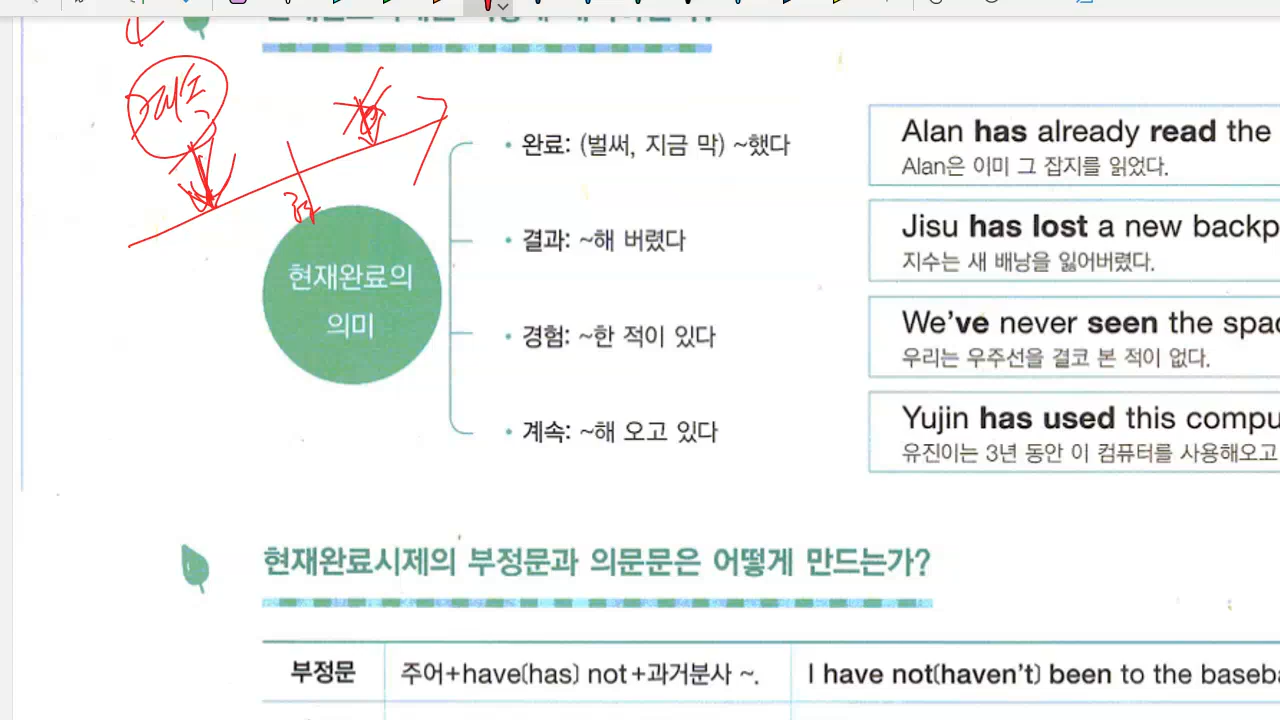 완료: (벌써, 지금 막) ~했다
Alan has already read the
Alan은 이미 그 잡지를 읽었다.
결과: ~해 버렸다
Jisu has lost a new backp
지수는 새 배낭을 잃어버렸다.
현재완료의
의미
경험: ~한 적이 있다
We've never seen the spac
우리는 우주선을 결코 본 적이 없다.
계속: ~해 오고 있다
Yujin has used this compu
유진이는 3년 동안 이 컴퓨터를 사용해오고
현재완료시제의 부정문과 의문문은 어떻게 만드는가?
부정문
주어+have(has) not+과거분사 ~.
I have not(haven't) been to the baseba